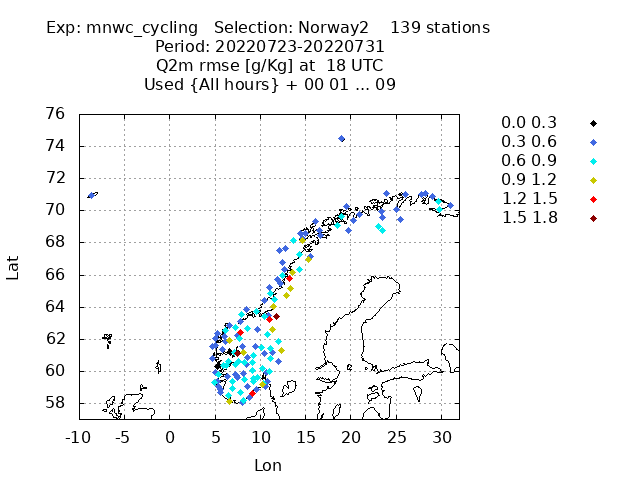 Exp: mnwc_cycling   Selection: Norway2    139 stations
Period: 20220723-20220731
Q2m rmse [g/Kg] at  18 UTC
Used {All hours} + 00 01 ... 09
76
74
72
70
68
66
64
62
60
58
Lat
-10 -5 0 5 10 15 20 25 30
Lon
0.0 0.3
0.3 0.6
0.6 0.9
0.9 1.2
1.2 1.5
1.5 1.8